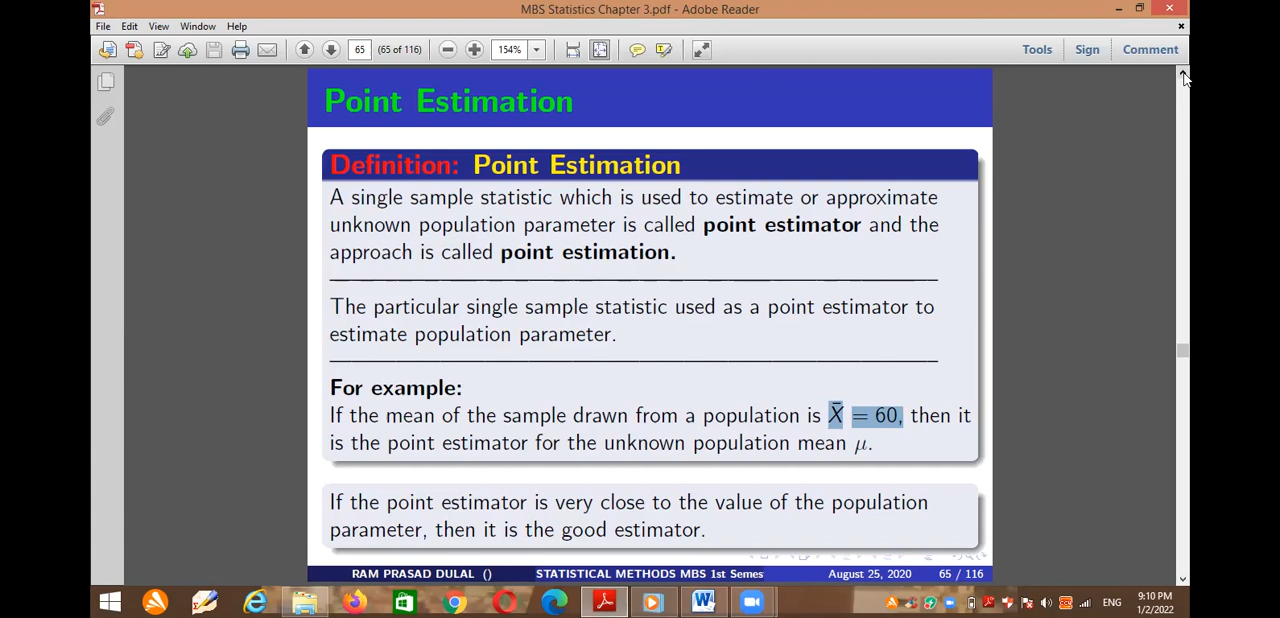 MBS Statistics Chapter 3.pdf - Adobe Reader
File Edit View Window Help
65 (65 of 116) 154% Tools Sign Comment
Point Estimation
Definition: Point Estimation
A single sample statistic which is used to estimate or approximate
unknown population parameter is called point estimator and the
approach is called point estimation.
The particular single sample statistic used as a point estimator to
estimate population parameter.
For example:
If the mean of the sample drawn from a population is X̄ = 60, then it
is the point estimator for the unknown population mean μ.
If the point estimator is very close to the value of the population
parameter, then it is the good estimator.
RAM PRASAD DULAL () STATISTICAL METHODS MBS 1st Semest August 25, 2020 65 / 116
ENG
9:10 PM
1/2/2022